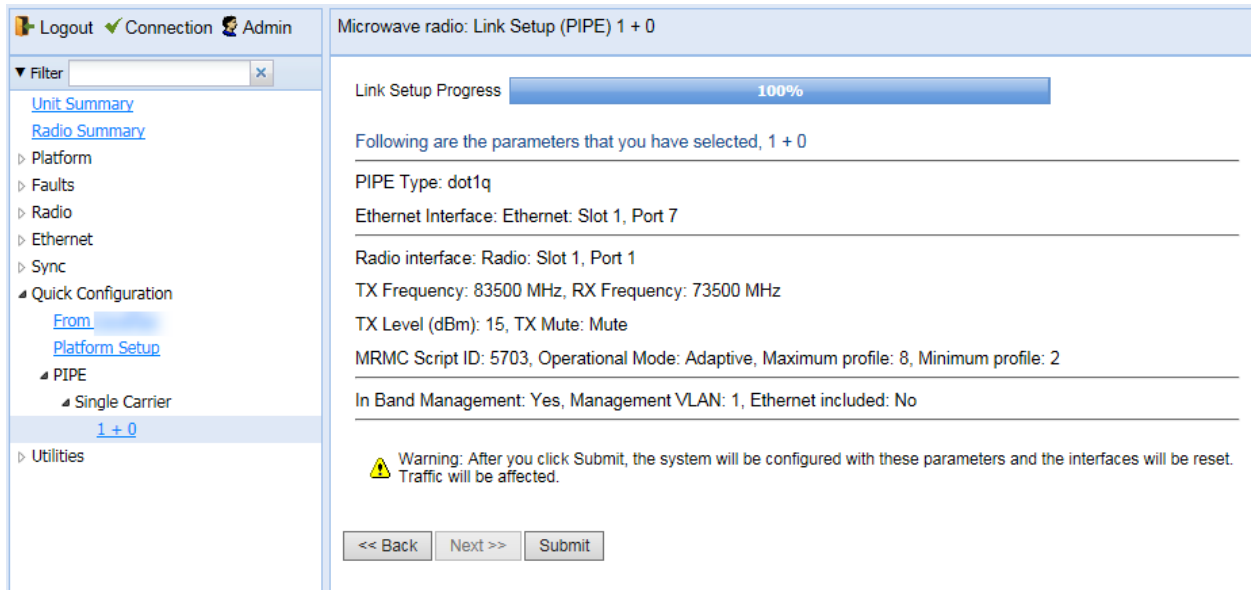 Logout Connection Admin
Filter
Unit Summary
Radio Summary
Platform
Faults
Radio
Ethernet
Sync
Quick Configuration
From
Platform Setup
PIPE
Single Carrier
1 + 0
Utilities
Microwave radio: Link Setup (PIPE) 1 + 0
Link Setup Progress 100%
Following are the parameters that you have selected, 1 + 0
PIPE Type: dot1q
Ethernet Interface: Ethernet: Slot 1, Port 7
Radio interface: Radio: Slot 1, Port 1
TX Frequency: 83500 MHz, RX Frequency: 73500 MHz
TX Level (dBm): 15, TX Mute: Mute
MRMC Script ID: 5703, Operational Mode: Adaptive, Maximum profile: 8, Minimum profile: 2
In Band Management: Yes, Management VLAN: 1, Ethernet included: No
Warning: After you click Submit, the system will be configured with these parameters and the interfaces will be reset.
Traffic will be affected.
<< Back Next >> Submit